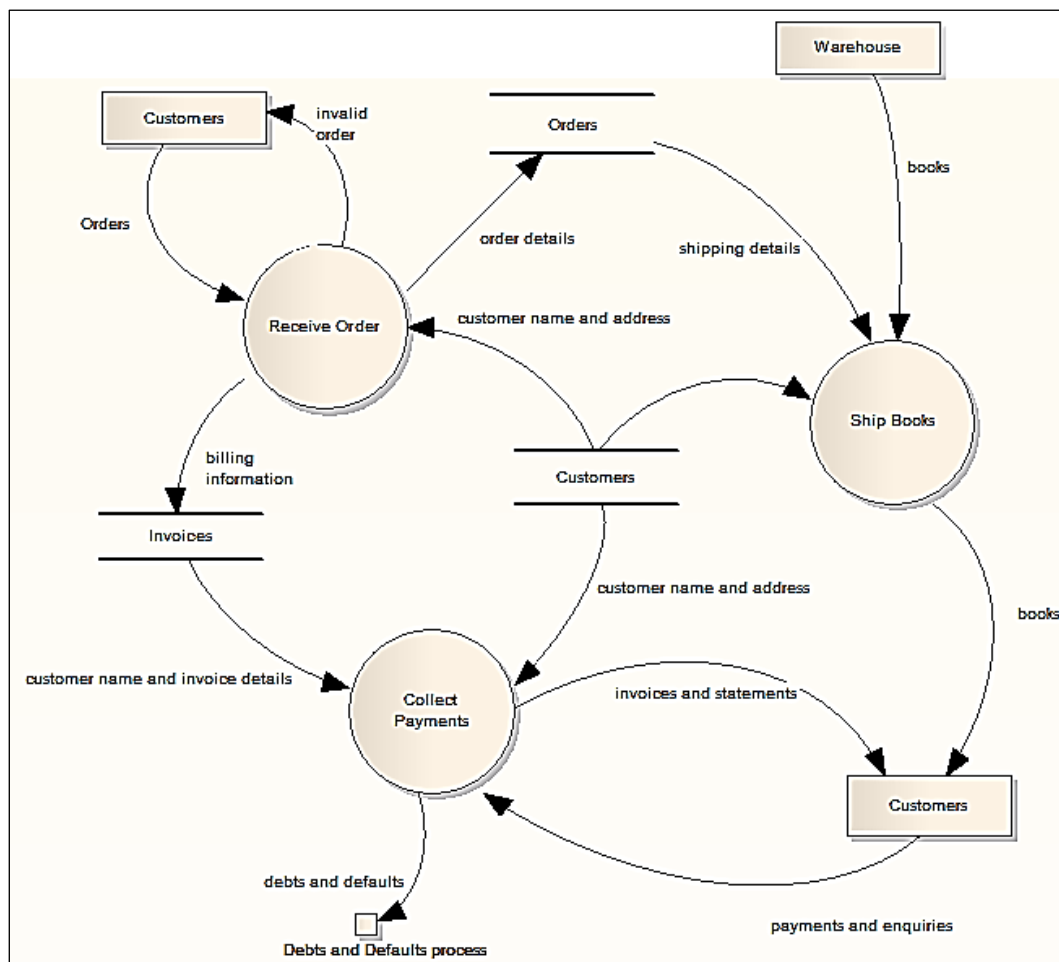 Warehouse
Customers
invalid
order
Orders
books
Orders
order details
shipping details
customer name and address
Receive Order
Ship Books
billing
information
Customers
Invoices
customer name and address
books
customer name and invoice details
invoices and statements
Collect
Payments
Customers
debts and defaults
payments and enquiries
Debts and Defaults process